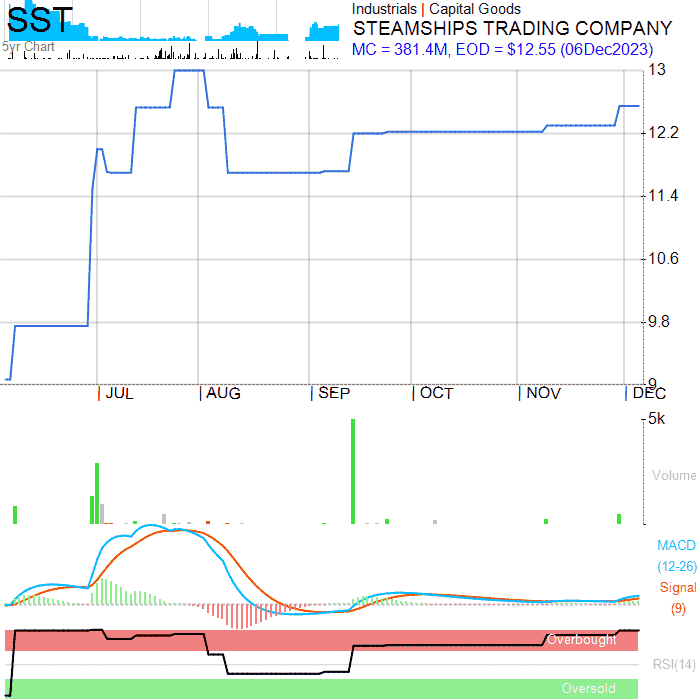 SST
5yr Chart
Industrials | Capital Goods
STEAMSHIPS TRADING COMPANY
MC = 381.4M, EOD = $12.55 (06Dec2023)
13
12.2
11.4
10.6
9.8
9
JUL AUG SEP OCT NOV DEC
5k
Volume
MACD
(12-26)
Signal
(9)
Overbought
RSI(14)
Oversold